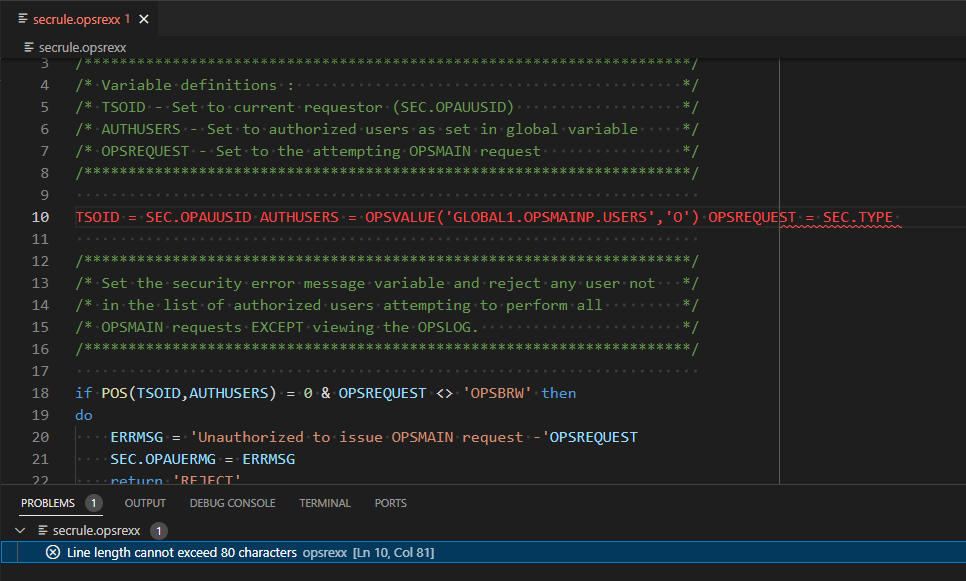 secrule.opsrexx 1
secrule.opsrexx
3 /*********************************************************************/
4 /* Variable definitions : */
5 /* TSOID - Set to current requestor (SEC.OPAUUSID) */
6 /* AUTHUSERS - Set to authorized users as set in global variable */
7 /* OPSREQUEST - Set to the attempting OPSMAIN request */
8 /*********************************************************************/
9
10 TSOID = SEC.OPAUUSID AUTHUSERS = OPSVALUE('GLOBAL1.OPSMAINP.USERS','O') OPSREQUEST = SEC.TYPE
11
12 /*********************************************************************/
13 /* Set the security error message variable and reject any user not */
14 /* in the list of authorized users attempting to perform all */
15 /* OPSMAIN requests EXCEPT viewing the OPSLOG. */
16 /*********************************************************************/
17
18 if POS(TSOID,AUTHUSERS) = 0 & OPSREQUEST <> 'OPSBRW' then
19 do
20 ERRMSG = 'Unauthorized to issue OPSMAIN request -'OPSREQUEST
21 SEC.OPAUERMG = ERRMSG
22 return 'REJECT'
PROBLEMS 1 OUTPUT DEBUG CONSOLE TERMINAL PORTS
secrule.opsrexx 1
Line length cannot exceed 80 characters opsrexx [Ln 10, Col 81]